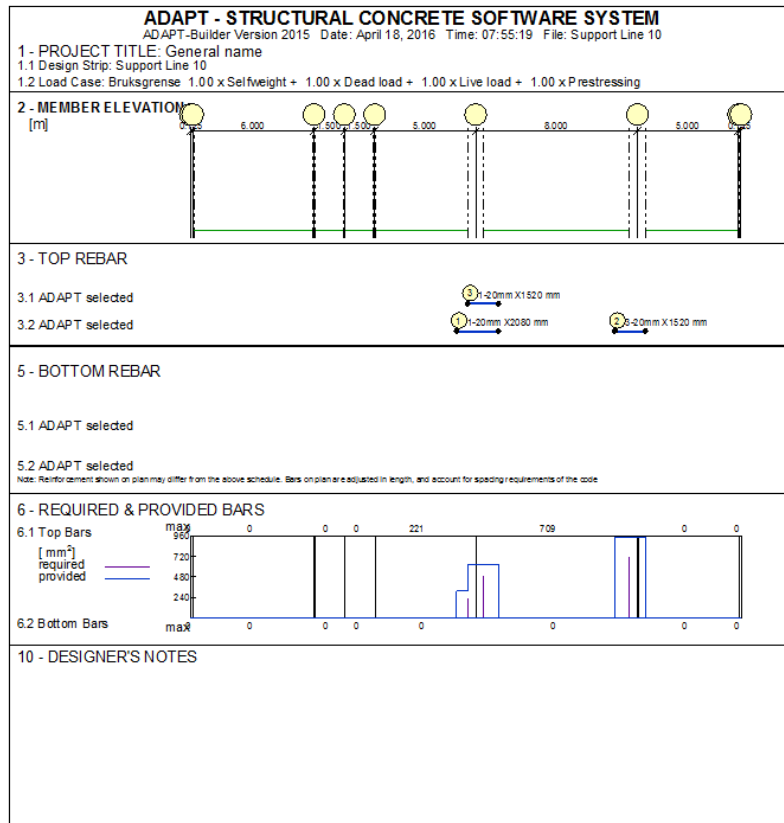 ADAPT - STRUCTURAL CONCRETE SOFTWARE SYSTEM
ADAPT-Builder Version 2015 Date: April 18, 2016 Time: 07:55:19 File: Support Line 10
1 - PROJECT TITLE: General name
1.1 Design Strip: Support Line 10
1.2 Load Case: Bruksgrense 1.00 x Selfweight + 1.00 x Dead load + 1.00 x Live load + 1.00 x Prestressing
2 - MEMBER ELEVATION
[m] 6.000 1.500 1.500 5.000 8.000 5.000
3 - TOP REBAR
3.1 ADAPT selected 3 1-20mm X1520 mm
3.2 ADAPT selected 1 1-20mm X2080 mm 2 3-20mm X1520 mm
5 - BOTTOM REBAR
5.1 ADAPT selected
5.2 ADAPT selected
Note: Reinforcement shown on plan may differ from the above schedule. Bars on plan are adjusted in length, and account for spacing requirements of the code
6 - REQUIRED & PROVIDED BARS
6.1 Top Bars max 0 0 0 221 709 0 0
960
[ mm²] 720
required
provided 480
240
6.2 Bottom Bars max 0 0 0 0 0 0 0
10 - DESIGNER'S NOTES